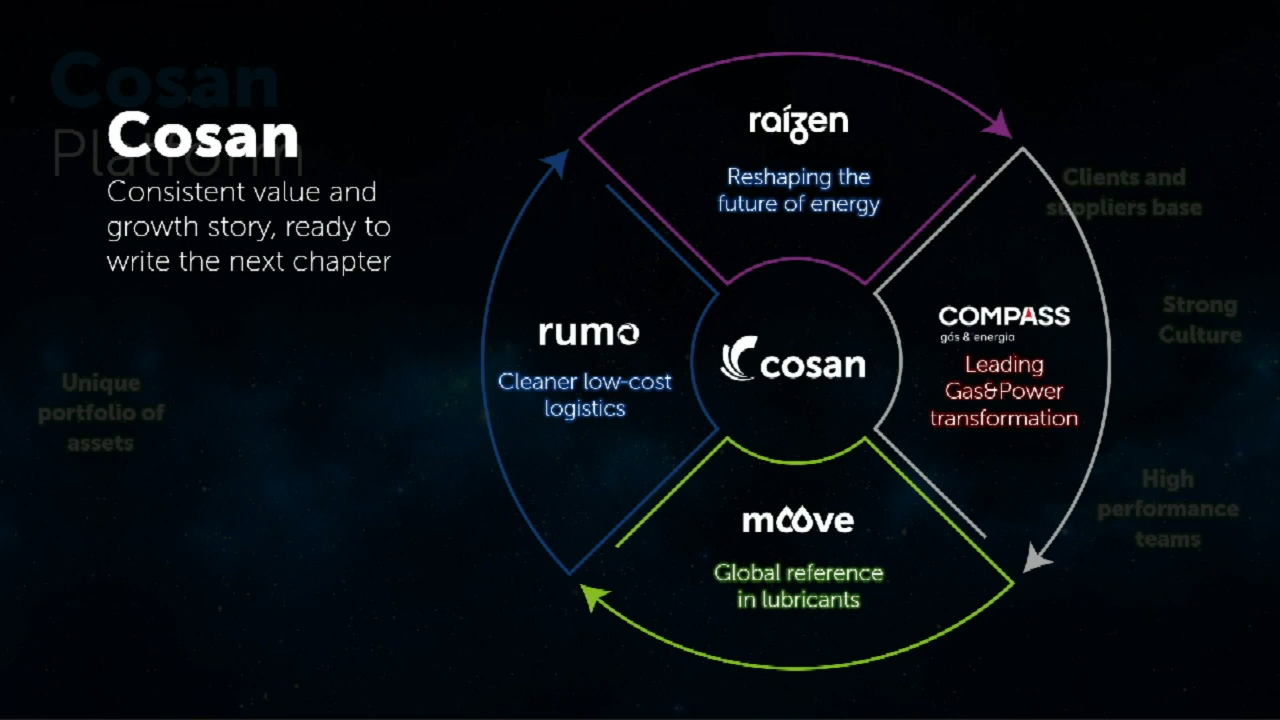 Cosan
Platform
Cosan
Consistent value and
growth story, ready to
write the next chapter
raízen
Reshaping the
future of energy
Clients and
suppliers base
Strong
Culture
COMPASS
gás & energia
Leading
Gas&Power
transformation
rumo
Cleaner low-cost
logistics
cosan
Unique
portfolio of
assets
High
performance
teams
moove
Global reference
in lubricants